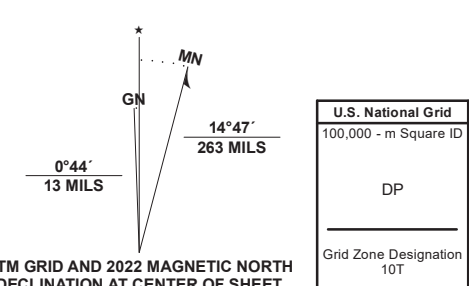 ★
MN
GN
0°44´
13 MILS
14°47´
263 MILS
TM GRID AND 2022 MAGNETIC NORTH
DECLINATION AT CENTER OF SHEET
U.S. National Grid
100,000 - m Square ID
DP
Grid Zone Designation
10T